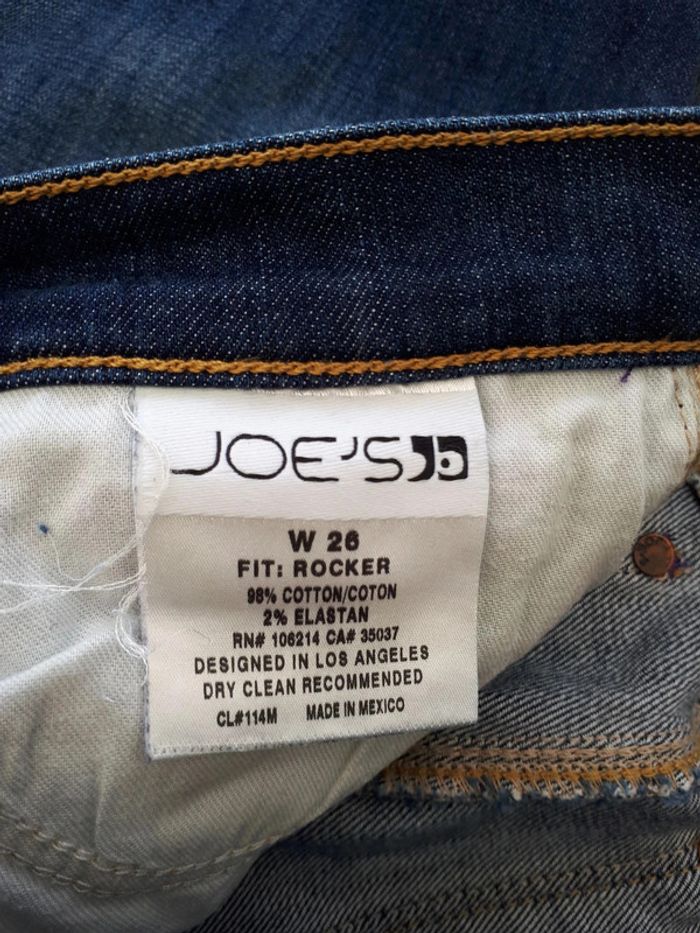 JOE'S
W 26
FIT: ROCKER
98% COTTON/COTON
2% ELASTAN
RN# 106214 CA# 35037
DESIGNED IN LOS ANGELES
DRY CLEAN RECOMMENDED
CL#114M MADE IN MEXICO